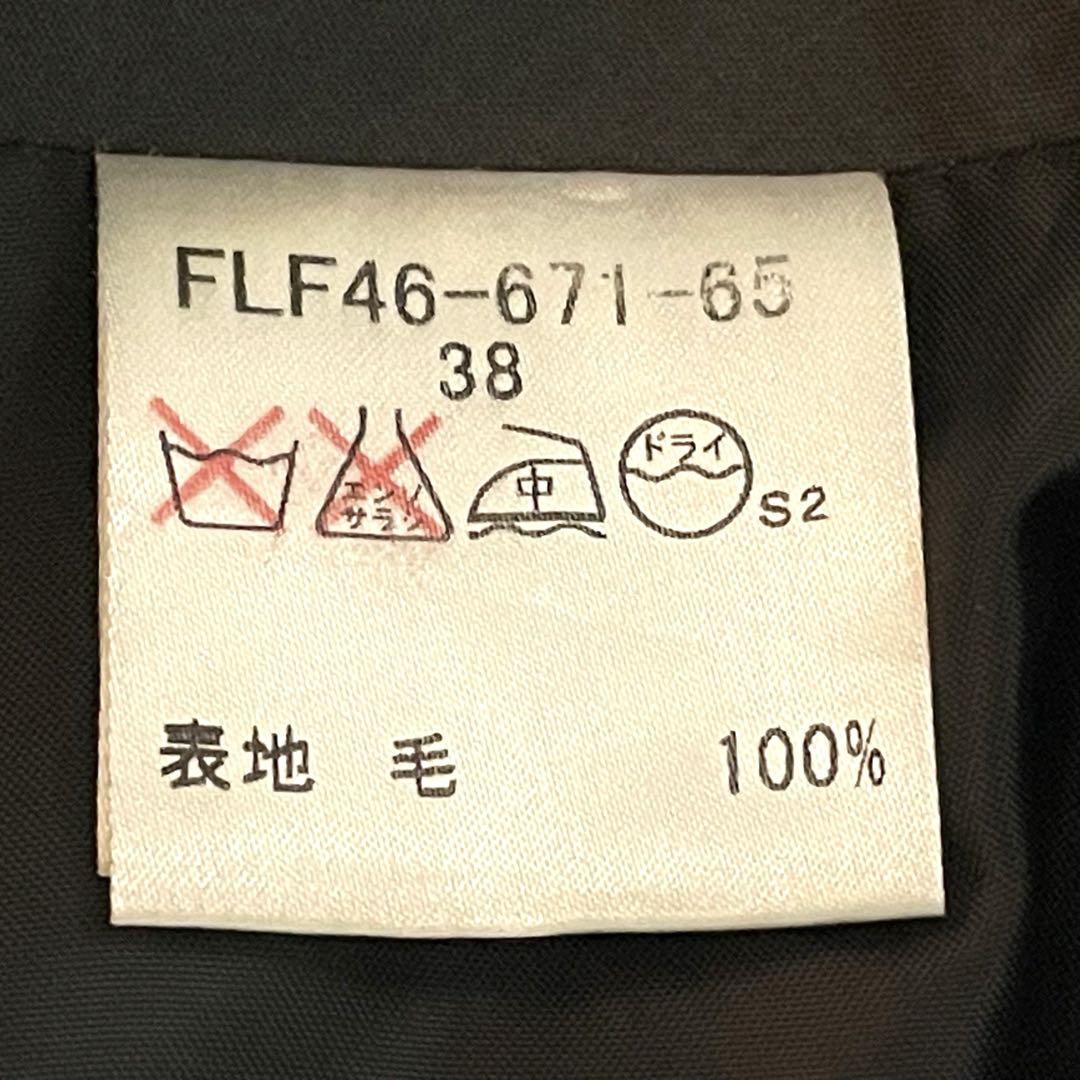 FLF46-671-65
38
エンソ
サラシ
中
ドライ
S2
表地 毛 100%